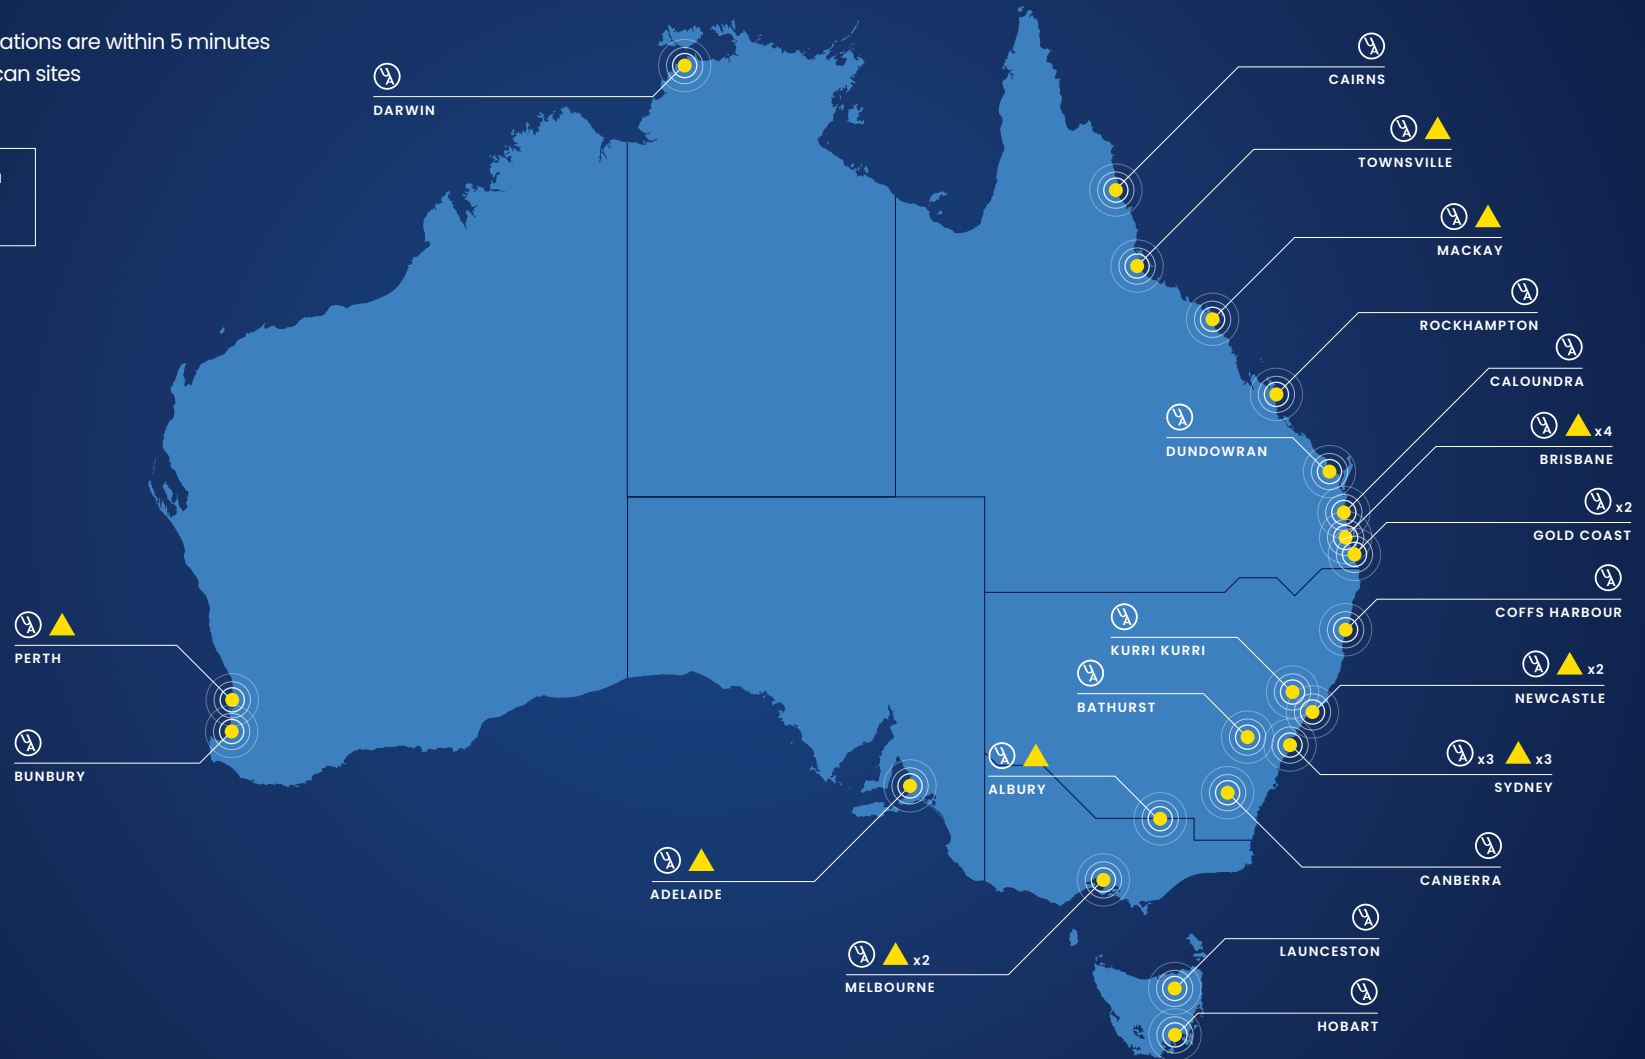 ations are within 5 minutes
can sites
DARWIN
CAIRNS
TOWNSVILLE
MACKAY
ROCKHAMPTON
CALOUNDRA
DUNDOWRAN
x4
BRISBANE
x2
GOLD COAST
COFFS HARBOUR
KURRI KURRI
PERTH
x2
NEWCASTLE
BATHURST
BUNBURY
x3 x3
SYDNEY
ALBURY
ADELAIDE
CANBERRA
x2
MELBOURNE
LAUNCESTON
HOBART